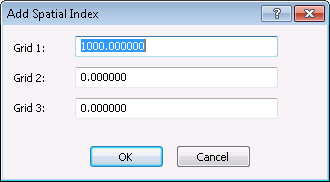 Add Spatial Index
Grid 1: 1000.000000
Grid 2: 0.000000
Grid 3: 0.000000
OK Cancel